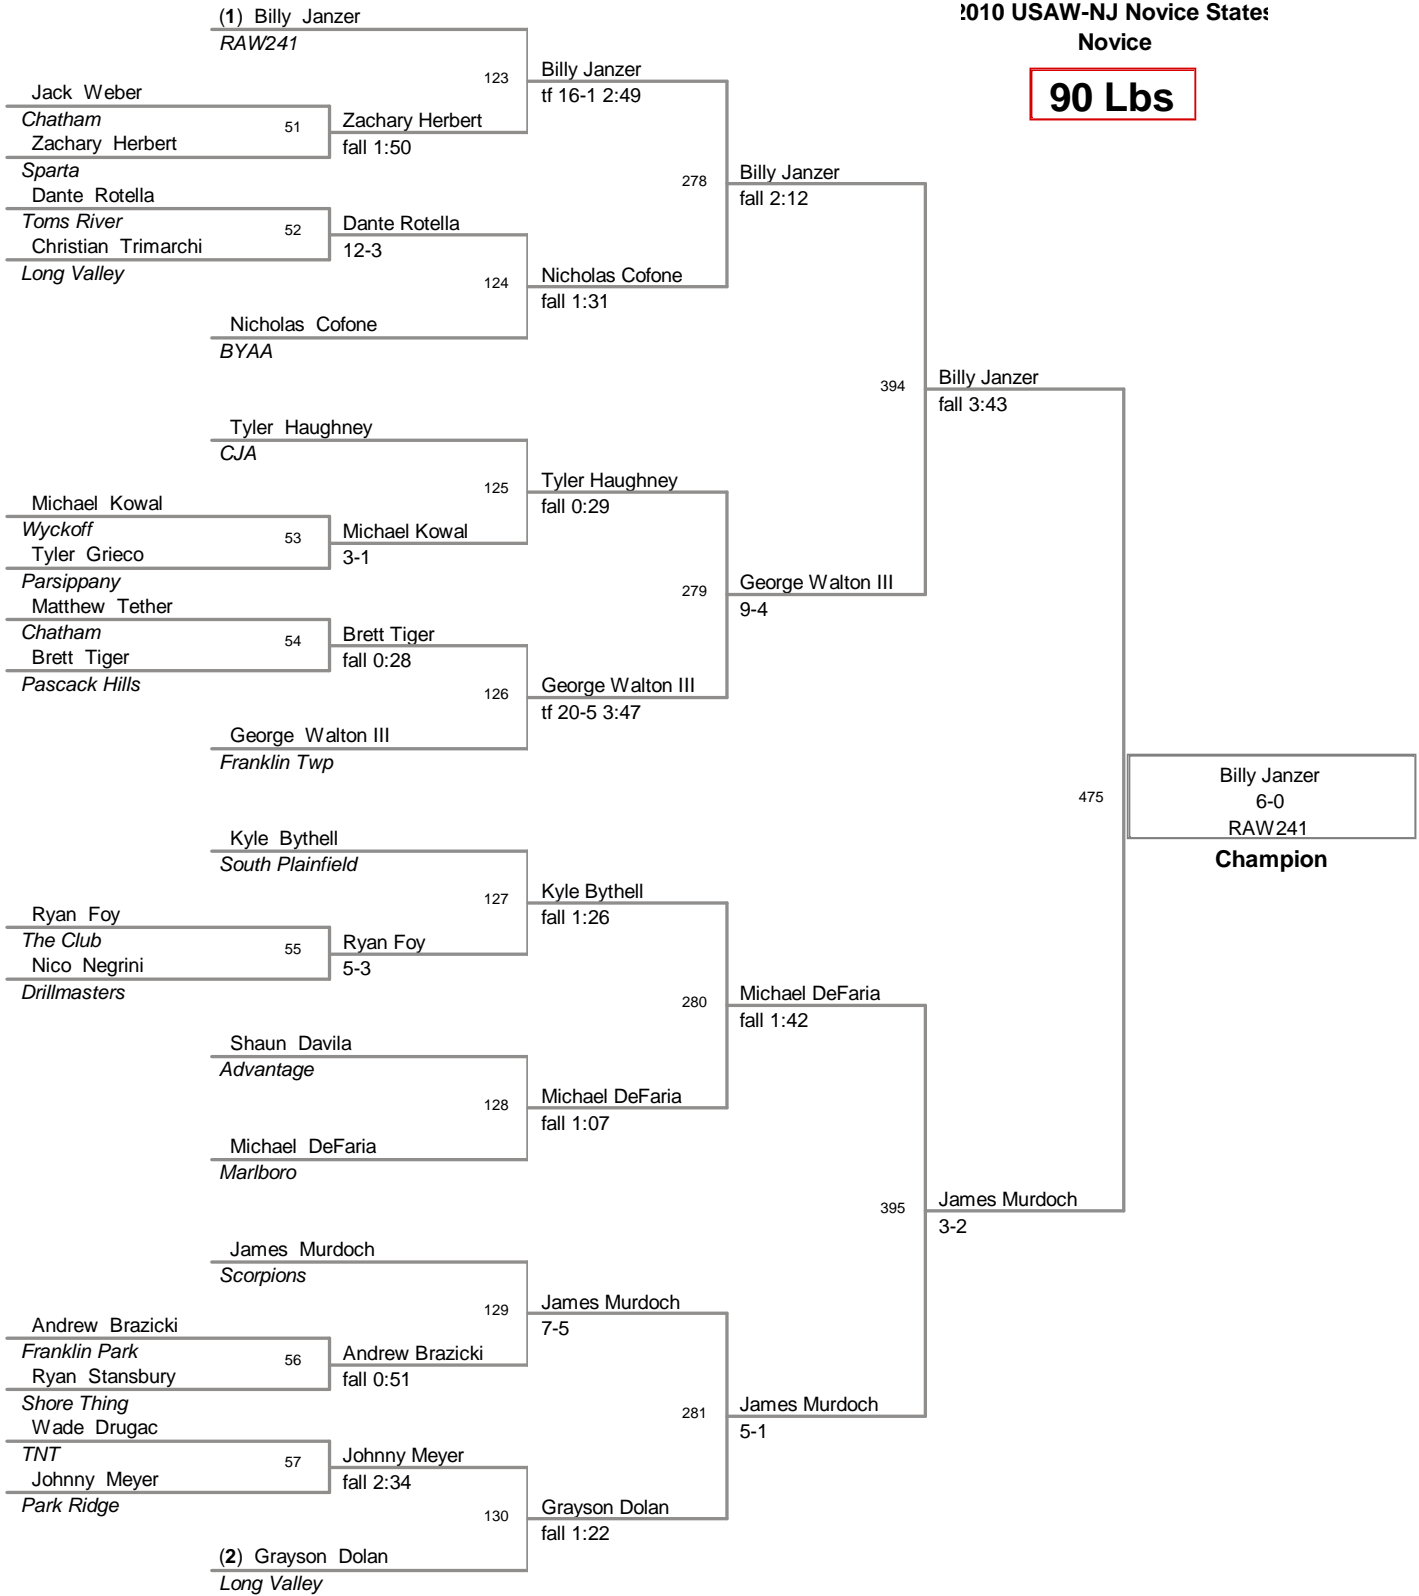 2010 USAW-NJ Novice States
Novice
90 Lbs
(1) Billy Janzer
RAW241
123
Billy Janzer
tf 16-1 2:49
Jack Weber
Chatham
51
Zachary Herbert
Zachary Herbert
fall 1:50
Sparta
278
Billy Janzer
fall 2:12
Dante Rotella
Toms River
52
Dante Rotella
Christian Trimarchi
12-3
Long Valley
124
Nicholas Cofone
fall 1:31
Nicholas Cofone
BYAA
394
Billy Janzer
fall 3:43
Tyler Haughney
CJA
125
Tyler Haughney
fall 0:29
Michael Kowal
Wyckoff
53
Michael Kowal
Tyler Grieco
3-1
Parsippany
279
George Walton III
9-4
Matthew Tether
Chatham
54
Brett Tiger
Brett Tiger
fall 0:28
Pascack Hills
126
George Walton III
tf 20-5 3:47
George Walton III
Franklin Twp
475
Billy Janzer
6-0
RAW241
Champion
Kyle Bythell
South Plainfield
127
Kyle Bythell
fall 1:26
Ryan Foy
The Club
55
Ryan Foy
Nico Negrini
5-3
Drillmasters
280
Michael DeFaria
fall 1:42
Shaun Davila
Advantage
128
Michael DeFaria
fall 1:07
Michael DeFaria
Marlboro
395
James Murdoch
3-2
James Murdoch
Scorpions
129
James Murdoch
7-5
Andrew Brazicki
Franklin Park
56
Andrew Brazicki
Ryan Stansbury
fall 0:51
Shore Thing
281
James Murdoch
5-1
Wade Drugac
TNT
57
Johnny Meyer
Johnny Meyer
fall 2:34
Park Ridge
130
Grayson Dolan
fall 1:22
(2) Grayson Dolan
Long Valley